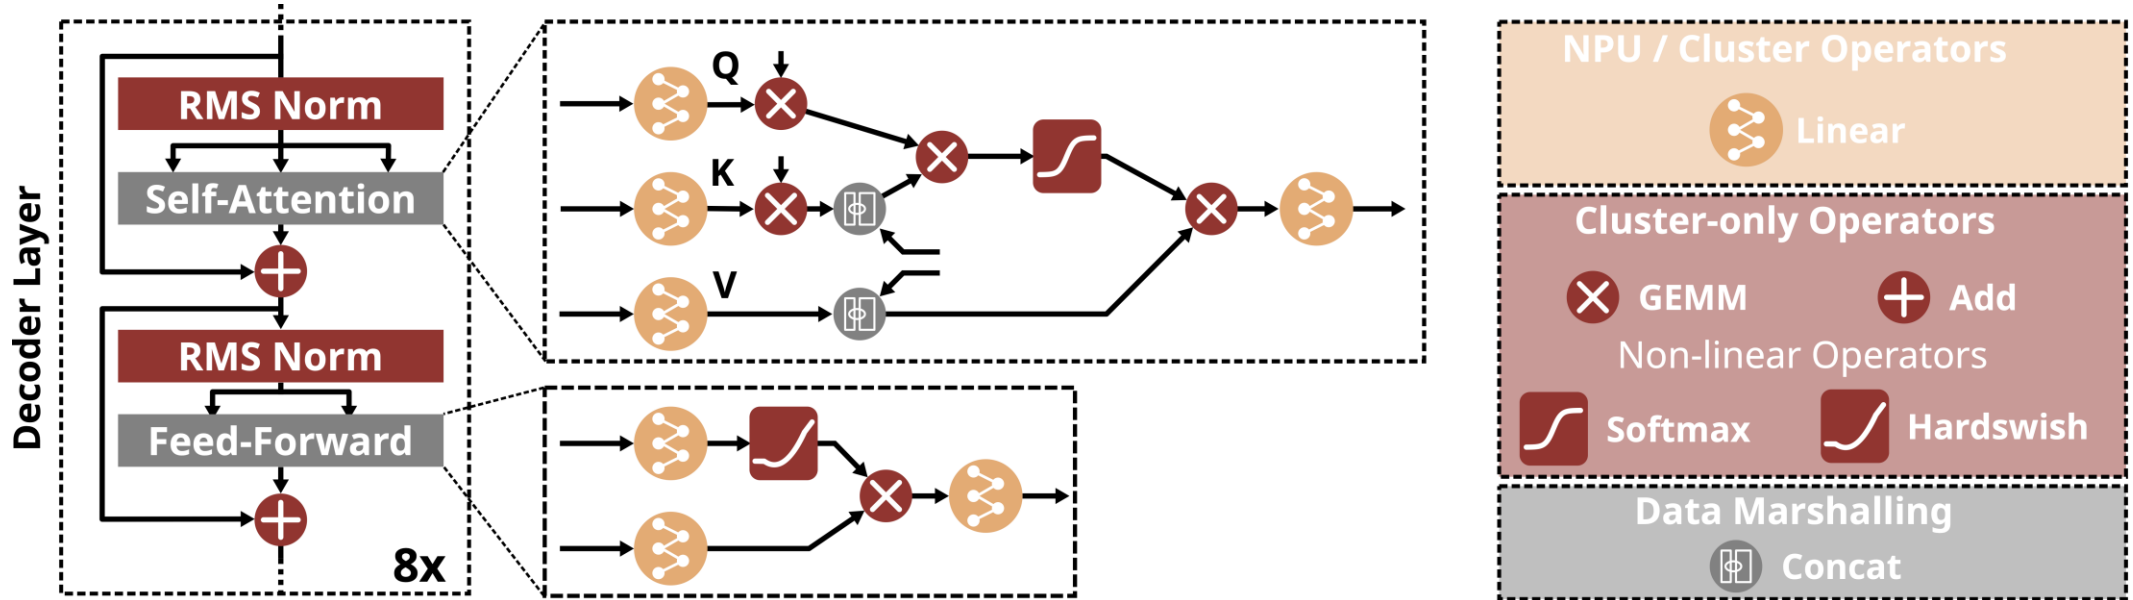 Decoder Layer
RMS Norm
Self-Attention
RMS Norm
Feed-Forward
8x
Q
K
V
NPU / Cluster Operators
Linear
Cluster-only Operators
GEMM
Add
Non-linear Operators
Softmax
Hardswish
Data Marshalling
Concat